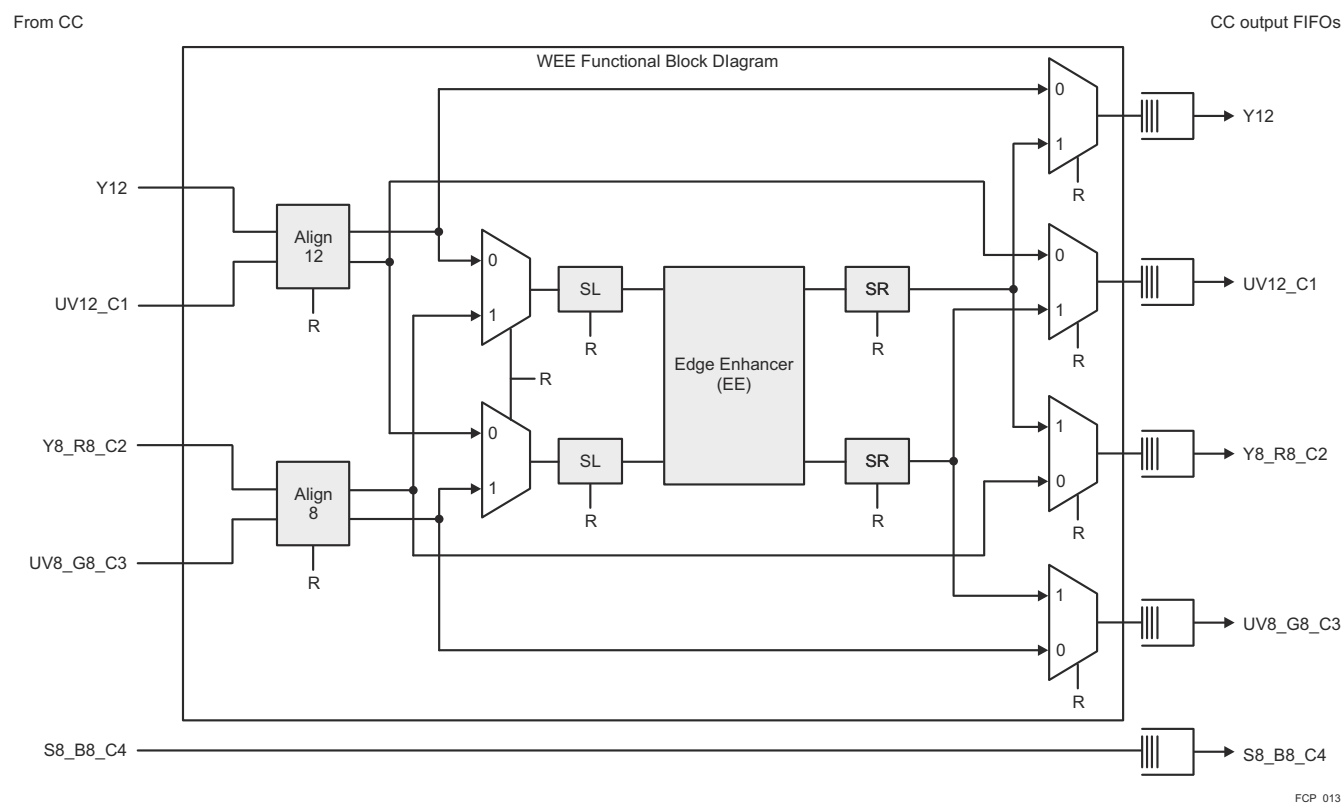 From CC
CC output FIFOs
WEE Functional Block DIagram
0
Y12
1
R
Y12
Align
12
R
UV12_C1
0
1
SL
R
Edge Enhancer
(EE)
SR
R
0
1
R
UV12_C1
R
Y8_R8_C2
Align
8
R
UV8_G8_C3
0
1
SL
R
SR
R
1
0
R
Y8_R8_C2
1
0
R
UV8_G8_C3
S8_B8_C4
S8_B8_C4
FCP_013